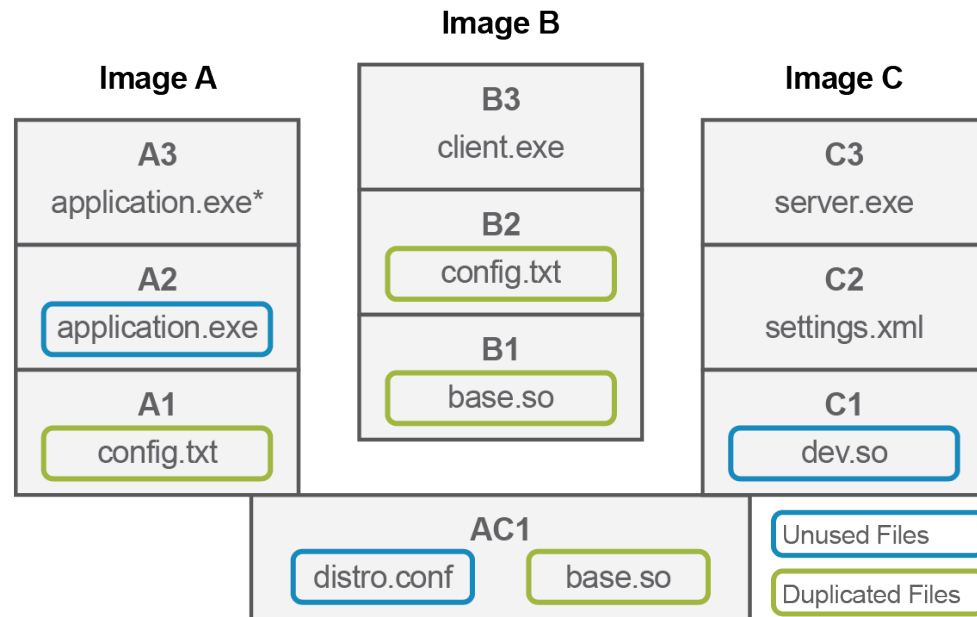 Image B
Image A
Image C
B3
client.exe
A3
application.exe*
C3
server.exe
B2
config.txt
A2
application.exe
C2
settings.xml
B1
base.so
A1
config.txt
C1
dev.so
AC1
distro.conf
base.so
Unused Files
Duplicated Files